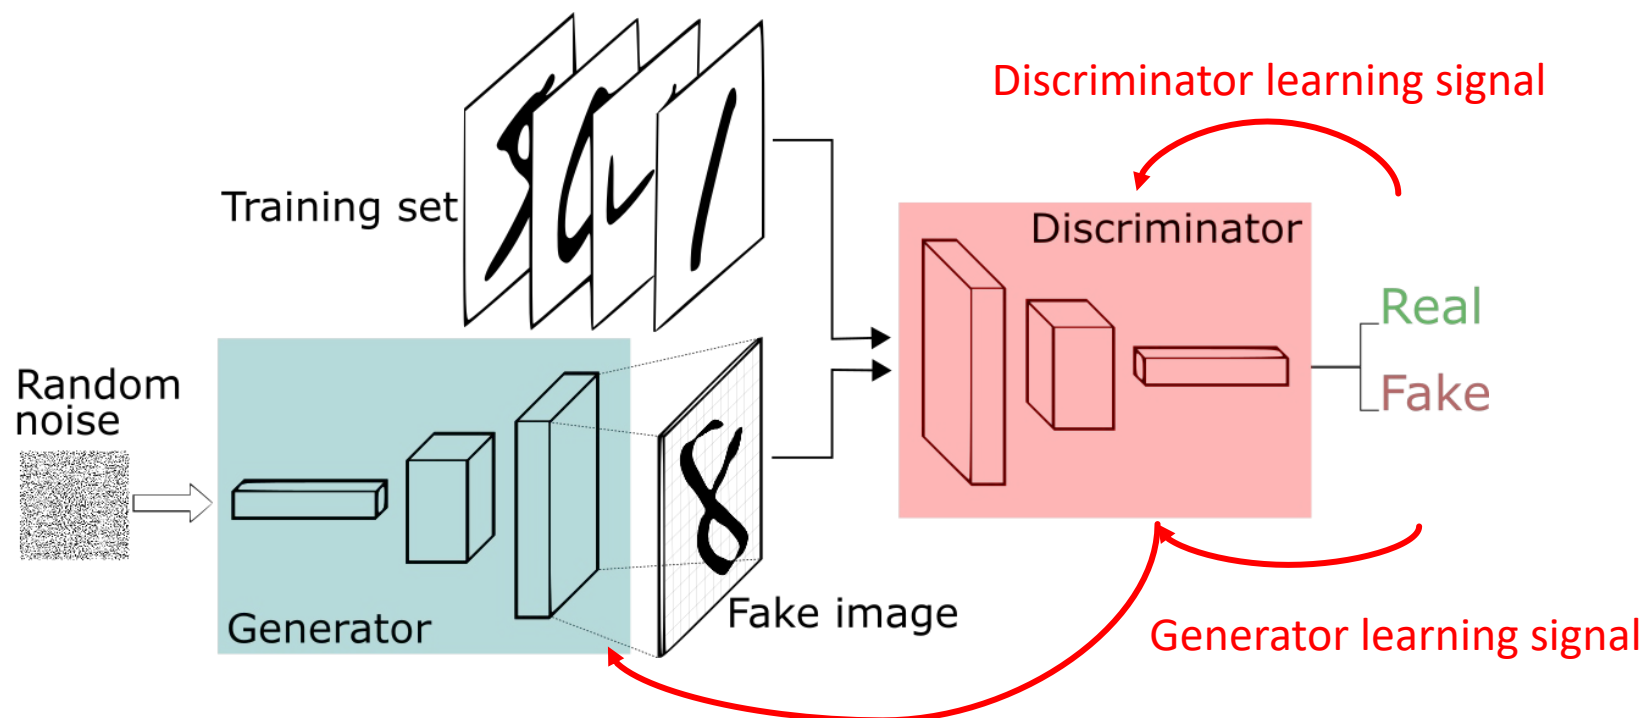 Discriminator learning signal
Training set
Discriminator
Real
Fake
Random
noise
Generator
Fake image
Generator learning signal